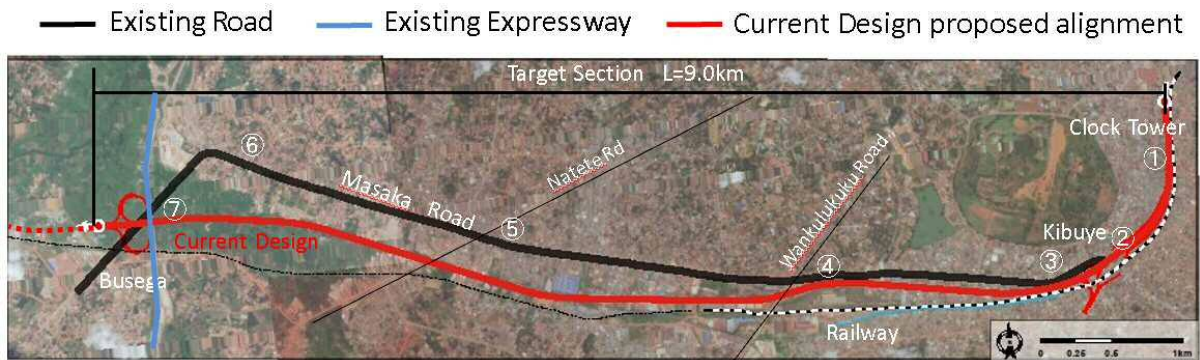 Existing Road
Existing Expressway
Current Design proposed alignment
Target Section L=9.0km
Clock Tower
①
⑥
Natete Rd
Masaka Road
Wankulukuku Road
⑦
⑤
Kibuye ②
Current Design
④
③
Busega
Railway
0 0.25 0.5 1km